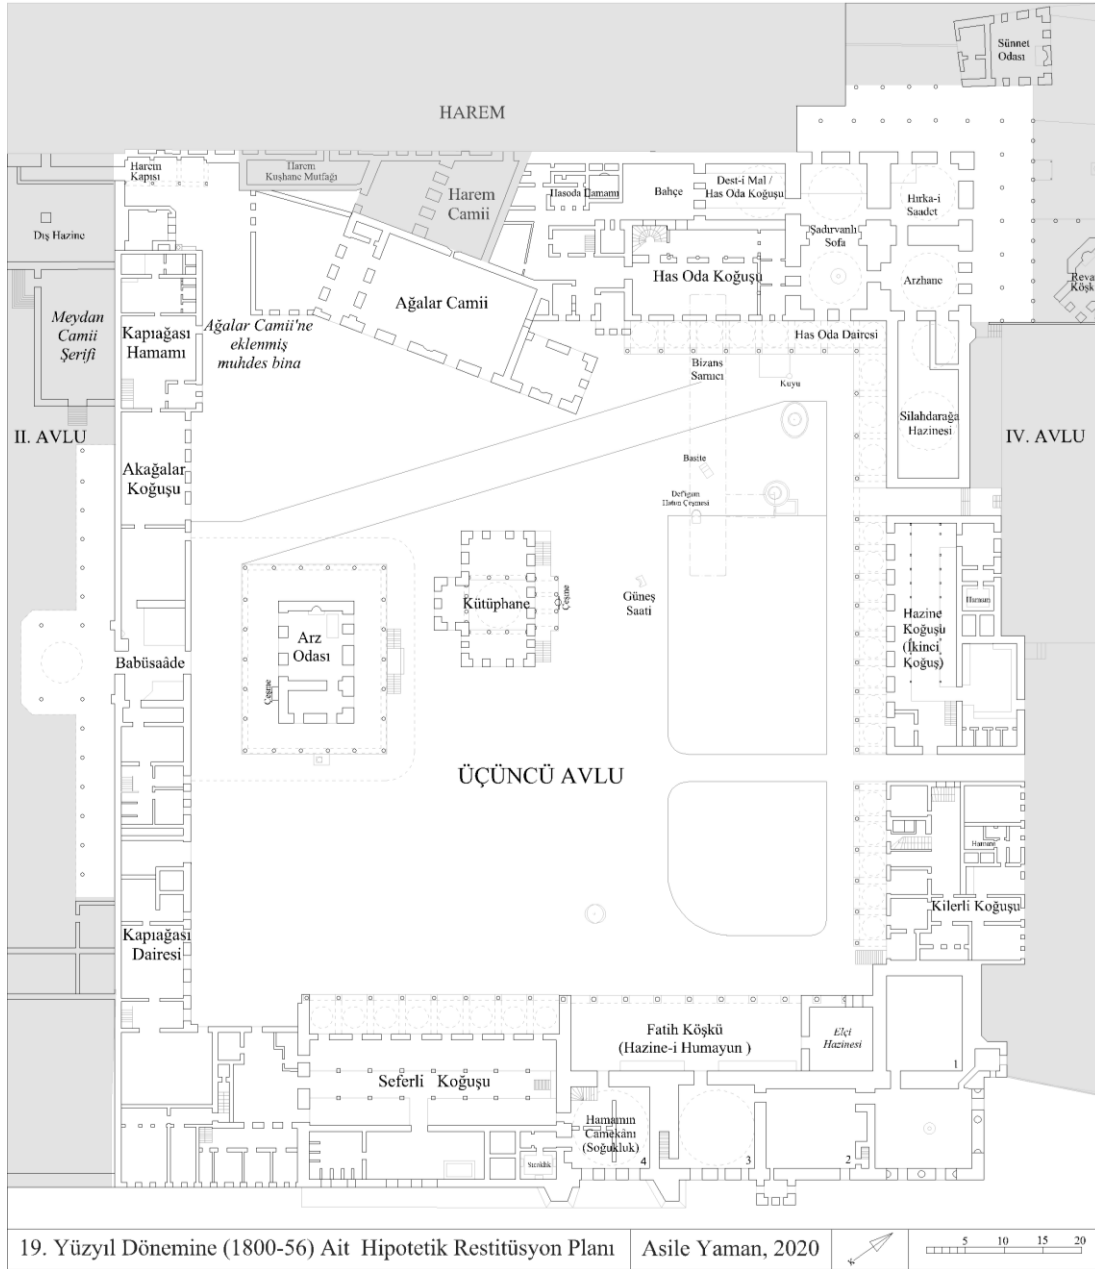 Sünnet
Odası
HAREM
Harem
Kapısı
Harem
Kuşhane Mutfağı
Harem
Camii
Hasoda Hamamı
Bahçe
Dest-i Mal /
Has Oda Koğuşu
Hırka-i
Saadet
Dış Hazine
Şadırvanlı
Sofa
Has Oda Koğuşu
Arzhane
Revan
Köşk
Meydan
Camii
Şerifi
Kapıağası
Hamamı
Ağalar Camii'ne
eklenmiş
muhdes bina
Ağalar Camii
Has Oda Dairesi
Bizans
Sarnıcı
Kuyu
Silahdarağa
Hazinesi
II. AVLU
IV. AVLU
Akağalar
Koğuşu
Çeşmesi
Kütüphane
Çeşme
Güneş
Saati
Hazine
Koğuşu
(İkinci
Koğuş)
Hamam
Arz
Odası
Çeşme
Babüsaâde
ÜÇÜNCÜ AVLU
Hamam
Kilerli Koğuşu
Kapıağası
Dairesi
Fatih Köşkü
(Hazine-i Humayun )
Elçi
Hazinesi
1
Seferli Koğuşu
Hamamın
Camekânı
(Soğukluk)
Sıcaklık
4
3
2
19. Yüzyıl Dönemine (1800-56) Ait Hipotetik Restitüsyon Planı
Asile Yaman, 2020
K
5 10 15 20